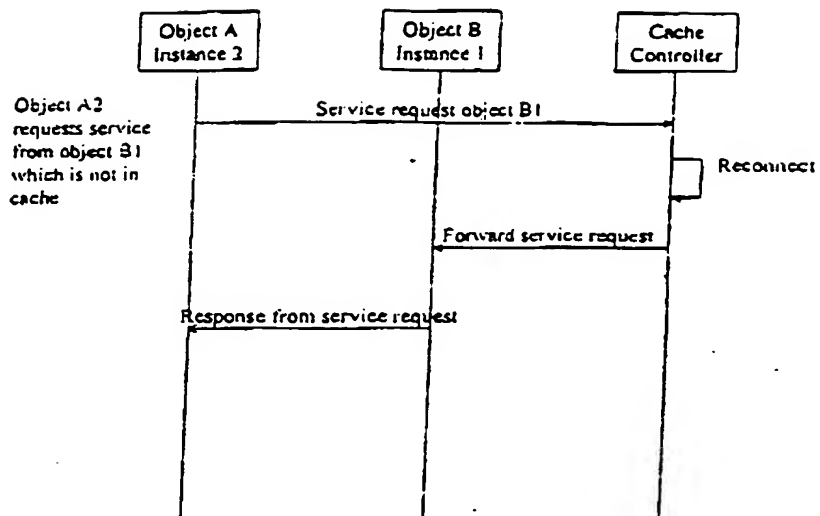 Object A
Instance 2
Object B
Instance 1
Cache
Controller
Object A2
requests service
from object B1
which is not in
cache
Service request object B1
Reconnect
Forward service request
Response from service request